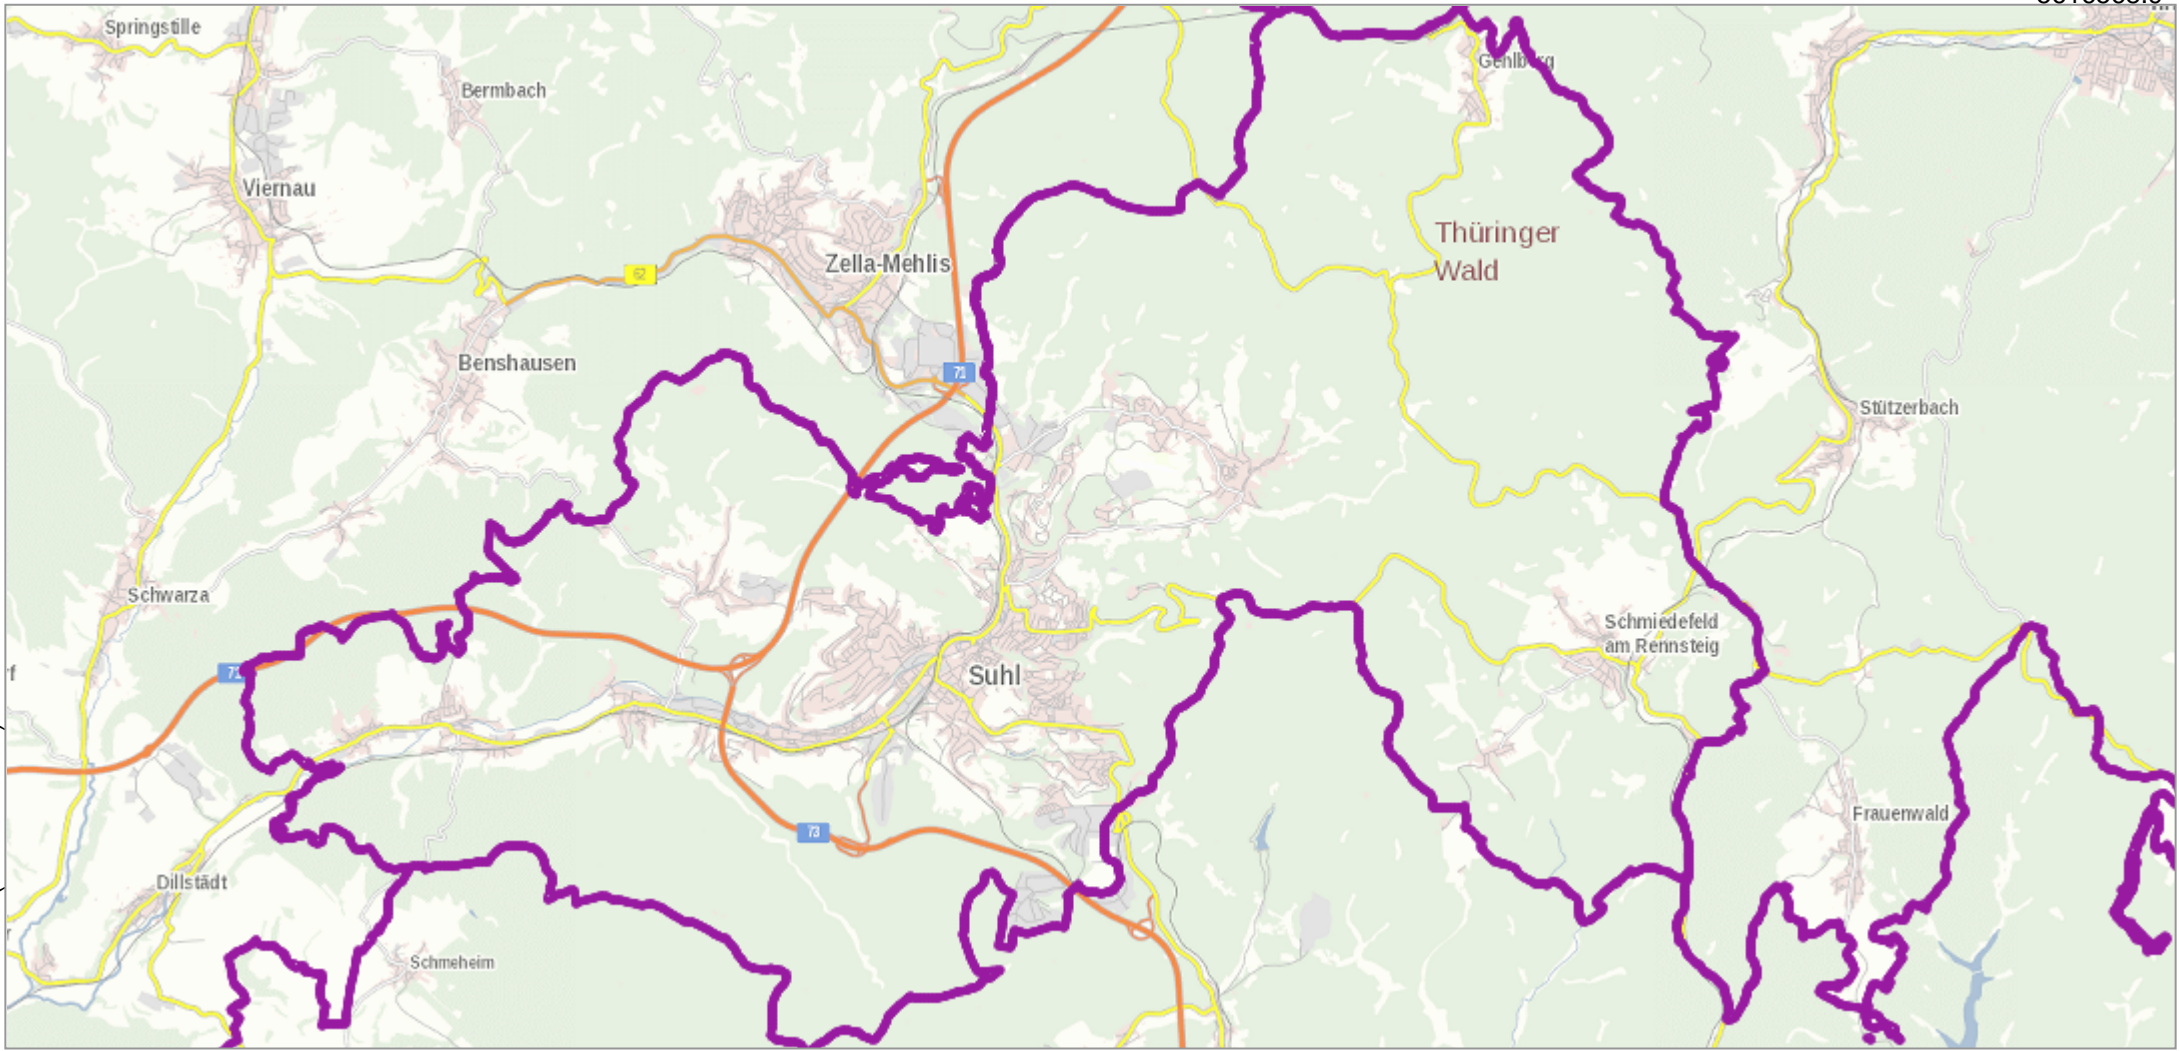 Springstille
Bermbach
Gehlberg
Viernau
Thüringer
Wald
Zella-Mehlis
62
Benshausen
71
Stützerbach
Schwarza
Schmiedefeld
am Rennsteig
71
Suhl
73
Frauenwald
Dillstädt
Schmeheim